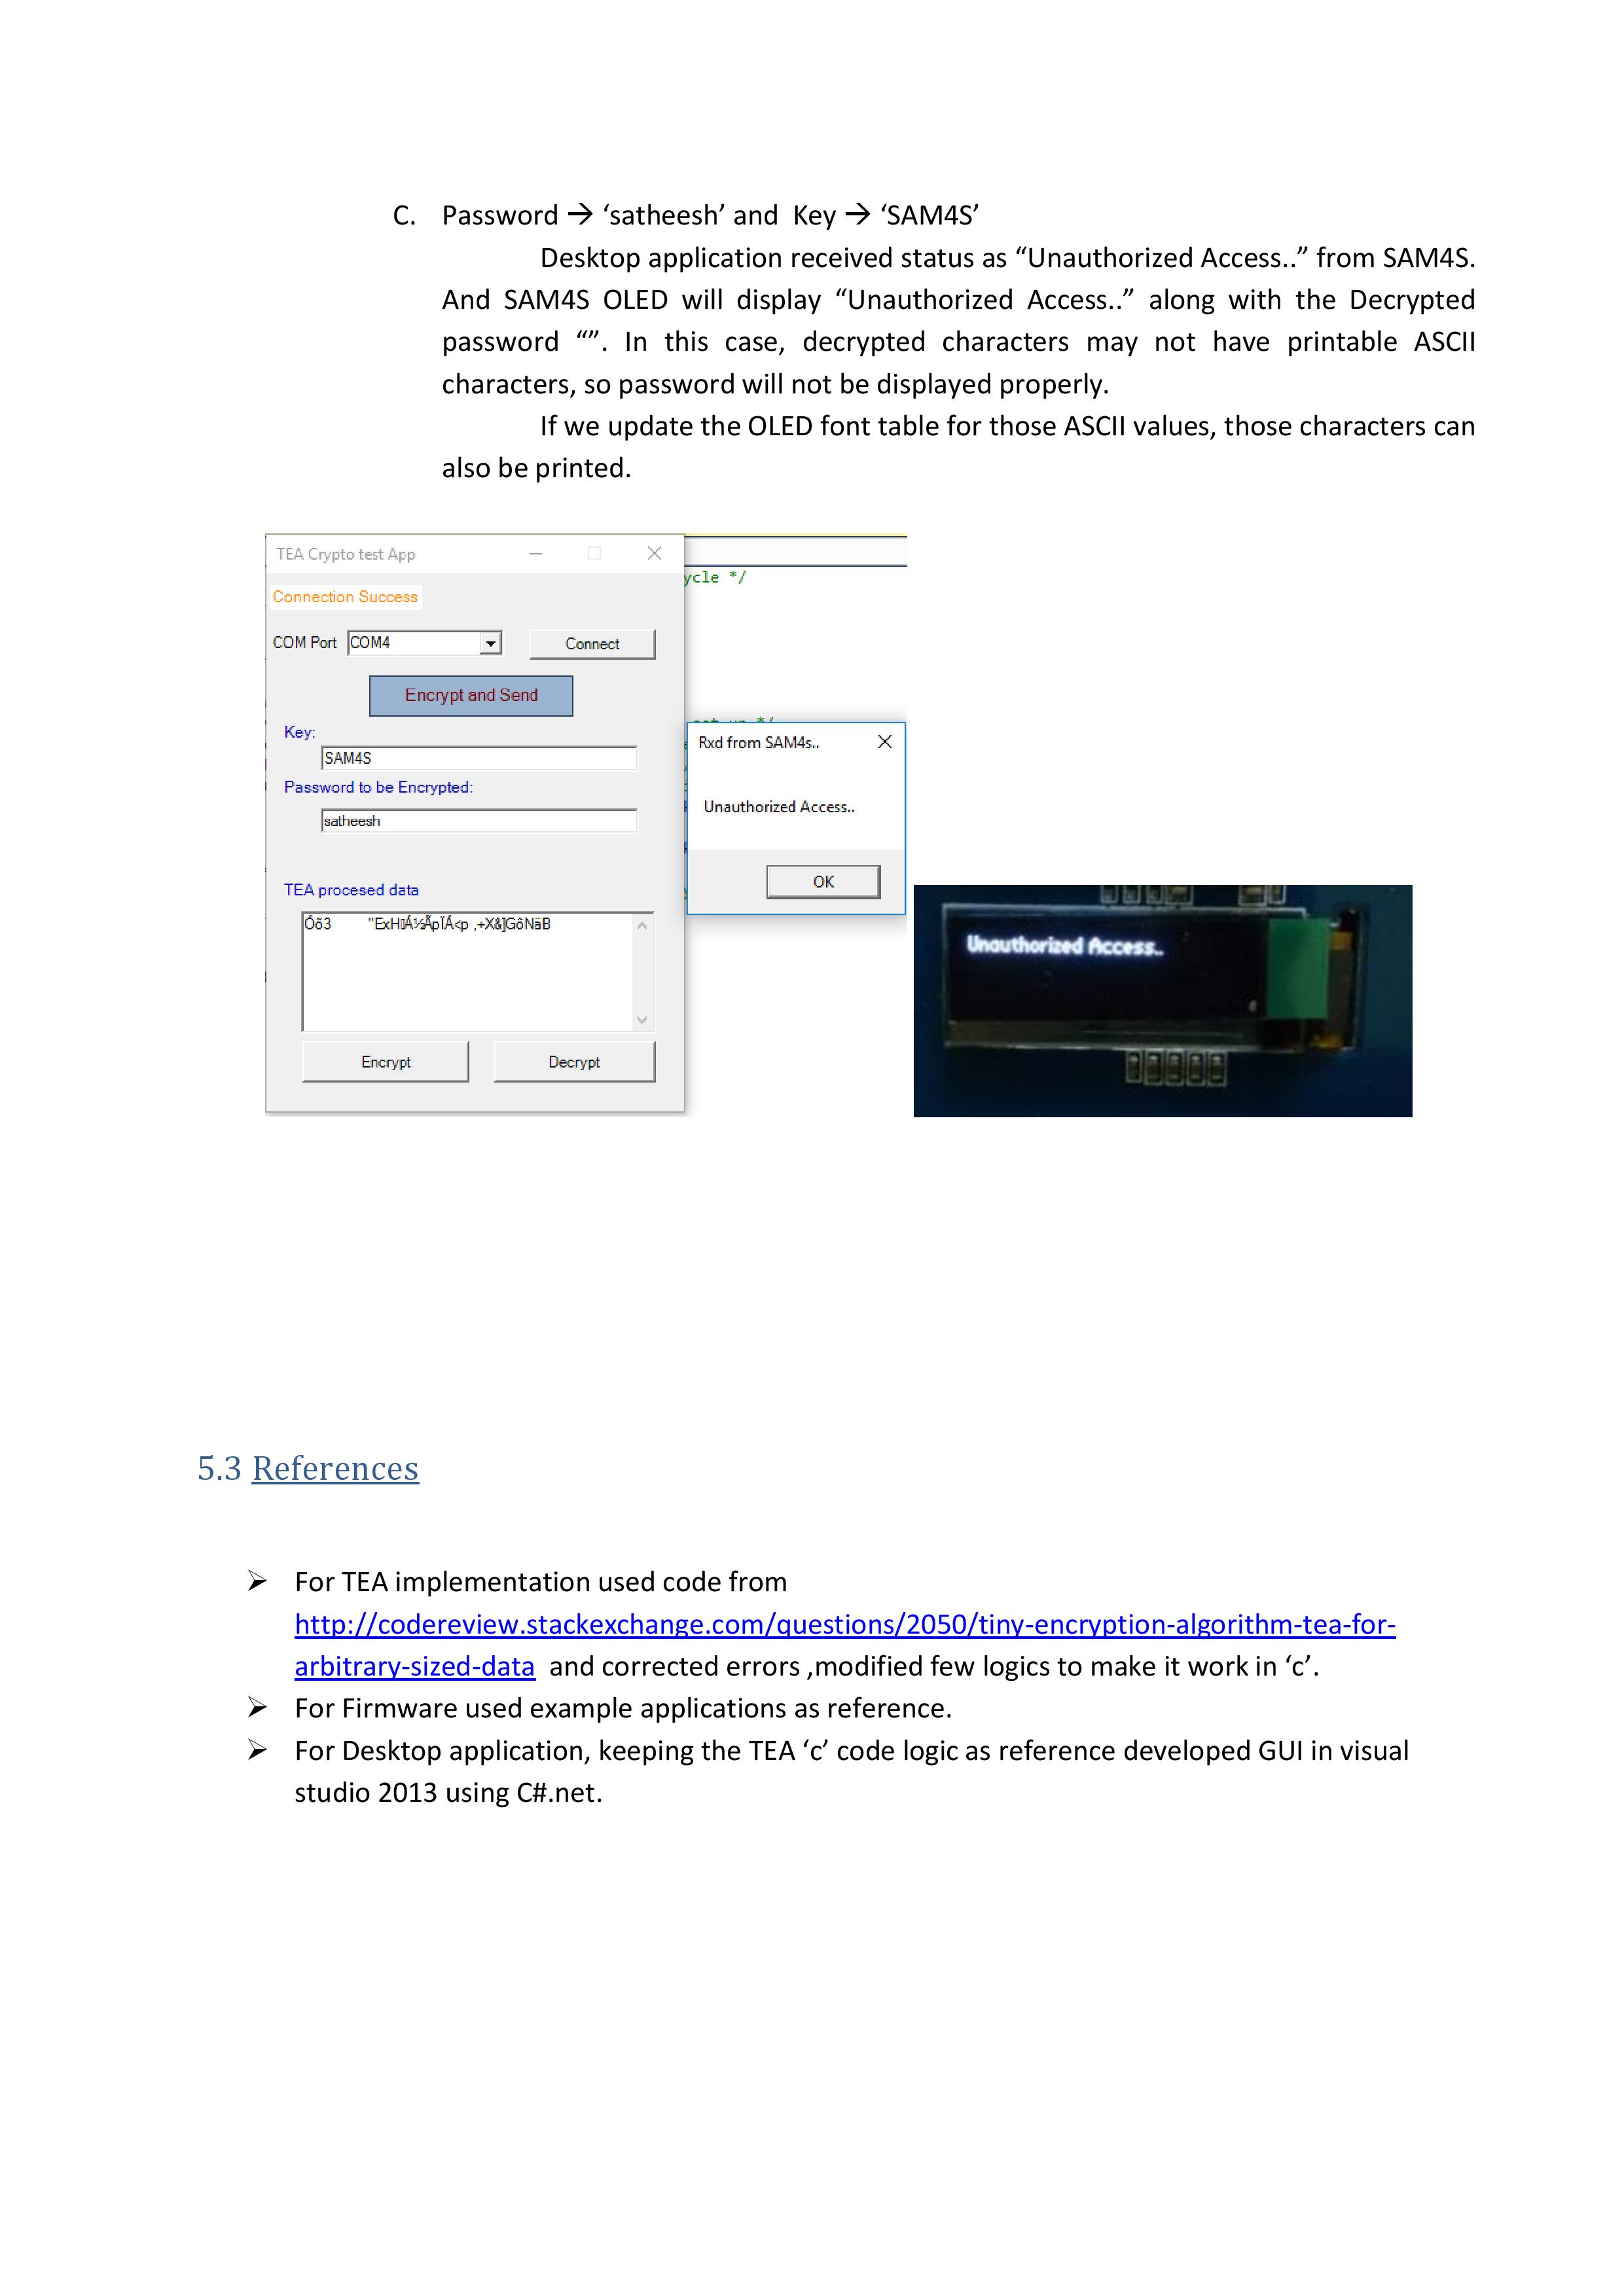 C. Password → ‘satheesh’ and  Key → ‘SAM4S’
Desktop application received status as “Unauthorized Access..” from SAM4S.
And SAM4S OLED will display “Unauthorized Access..” along with the Decrypted
password “”. In this case, decrypted characters may not have printable ASCII
characters, so password will not be displayed properly.
If we update the OLED font table for those ASCII values, those characters can
also be printed.
TEA Crypto test App
ycle */
Connection Success
COM Port COM4 Connect
Encrypt and Send
Key:
SAM4S
Password to be Encrypted:
satheesh
Rxd from SAM4s..
Unauthorized Access..
OK
TEA procesed data
Encrypt Decrypt
Unauthorized Access..
5.3 References
➢ For TEA implementation used code from
http://codereview.stackexchange.com/questions/2050/tiny-encryption-algorithm-tea-for-
arbitrary-sized-data  and corrected errors ,modified few logics to make it work in ‘c’.
➢ For Firmware used example applications as reference.
➢ For Desktop application, keeping the TEA ‘c’ code logic as reference developed GUI in visual
studio 2013 using C#.net.